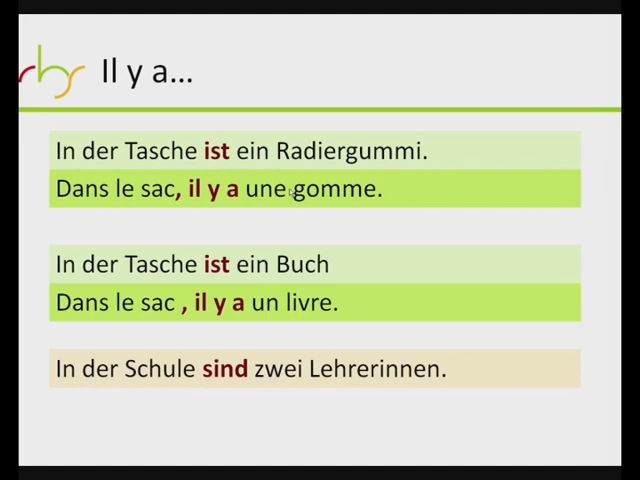 Il y a...
In der Tasche ist ein Radiergummi.
Dans le sac, il y a une gomme.
In der Tasche ist ein Buch
Dans le sac , il y a un livre.
In der Schule sind zwei Lehrerinnen.